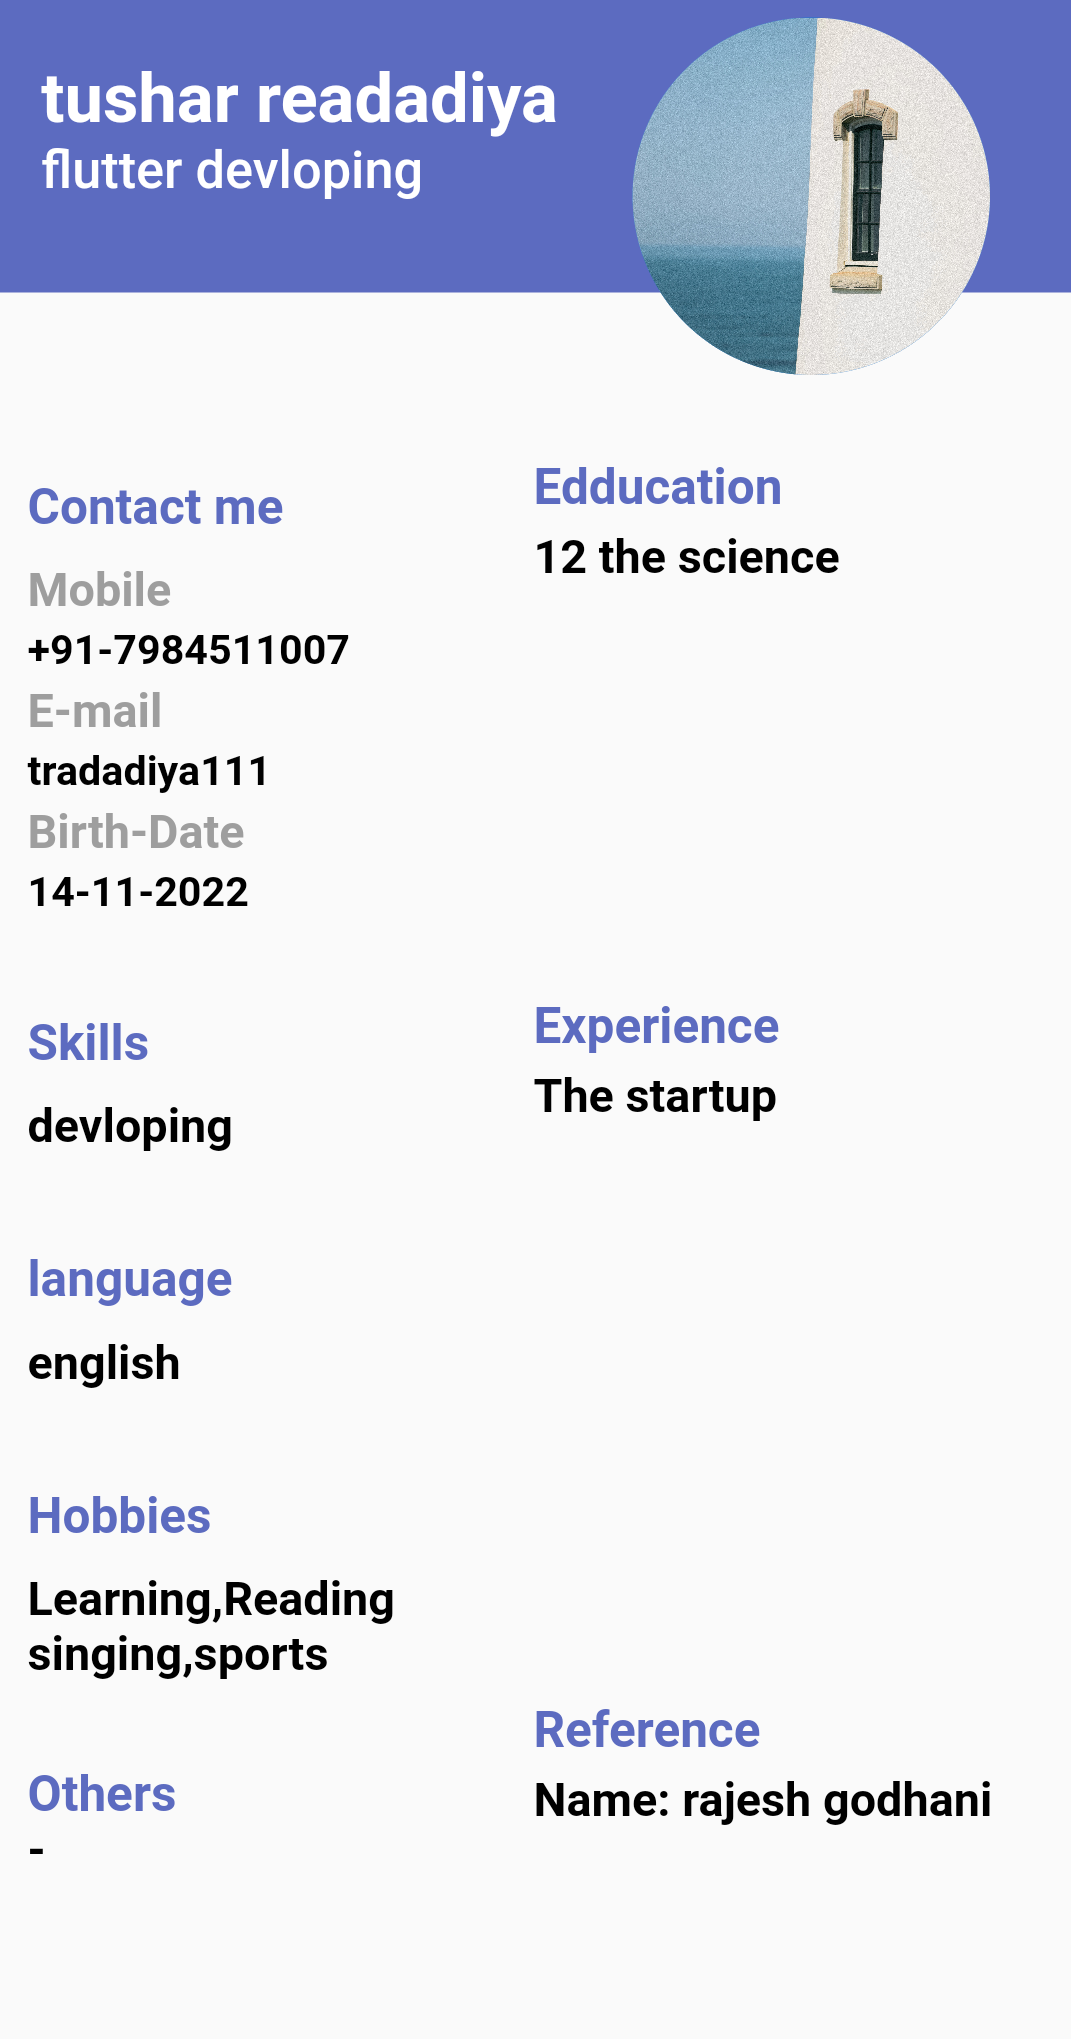 tushar readadiya
flutter devloping
Contact me
Mobile
+91-7984511007
E-mail
tradadiya111
Birth-Date
14-11-2022
Skills
devloping
language
english
Hobbies
Learning,Reading
singing,sports
Others
-
Edducation
12 the science
Experience
The startup
Reference
Name: rajesh godhani